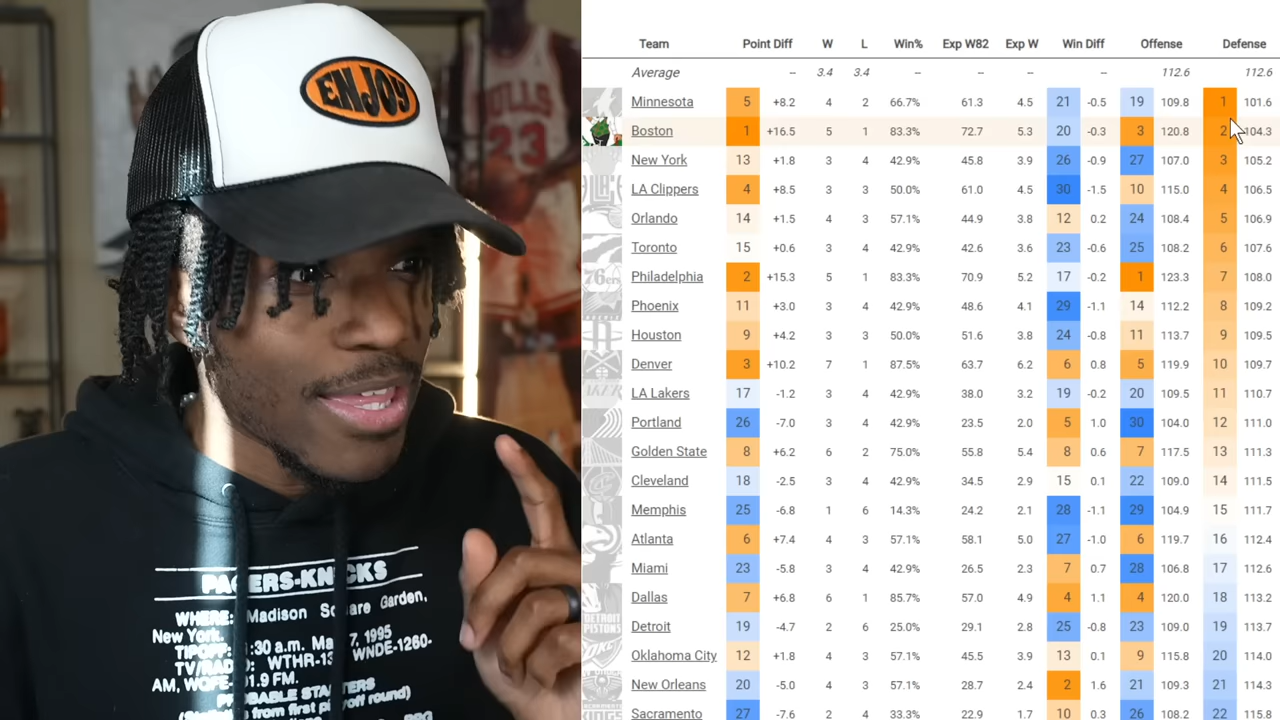 ENJOY
BULLS
23
PACERS-KNICKS
WHERE: Madison Square Garden,
New York.
TIPOFF: :30 a.m. Ma 7, 1995
TV/RAD : WTHR-13 WNDE-1260-
AM, WQFE- 01.9 FM.
PROBABLE STARTERS
from first playoff round)
Team Point Diff W L Win% Exp W82 Exp W Win Diff Offense Defense
Average -- 3.4 3.4 -- -- -- -- 112.6 112.6
Minnesota 5 +8.2 4 2 66.7% 61.3 4.5 21 -0.5 19 109.8 1 101.6
Boston 1 +16.5 5 1 83.3% 72.7 5.3 20 -0.3 3 120.8 2 104.3
New York 13 +1.8 3 4 42.9% 45.8 3.9 26 -0.9 27 107.0 3 105.2
LA Clippers 4 +8.5 3 3 50.0% 61.0 4.5 30 -1.5 10 115.0 4 106.5
Orlando 14 +1.5 4 3 57.1% 44.9 3.8 12 0.2 24 108.4 5 106.9
Toronto 15 +0.6 3 4 42.9% 42.6 3.6 23 -0.6 25 108.2 6 107.6
76ers Philadelphia 2 +15.3 5 1 83.3% 70.9 5.2 17 -0.2 1 123.3 7 108.0
Phoenix 11 +3.0 3 4 42.9% 48.6 4.1 29 -1.1 14 112.2 8 109.2
Houston 9 +4.2 3 3 50.0% 51.6 3.8 24 -0.8 11 113.7 9 109.5
Denver 3 +10.2 7 1 87.5% 63.7 6.2 6 0.8 5 119.9 10 109.7
LA Lakers 17 -1.2 3 4 42.9% 38.0 3.2 19 -0.2 20 109.5 11 110.7
Portland 26 -7.0 3 4 42.9% 23.5 2.0 5 1.0 30 104.0 12 111.0
Golden State 8 +6.2 6 2 75.0% 55.8 5.4 8 0.6 7 117.5 13 111.3
Cleveland 18 -2.5 3 4 42.9% 34.5 2.9 15 0.1 22 109.0 14 111.5
Memphis 25 -6.8 1 6 14.3% 24.2 2.1 28 -1.1 29 104.9 15 111.7
Atlanta 6 +7.4 4 3 57.1% 58.1 5.0 27 -1.0 6 119.7 16 112.4
Miami 23 -5.8 3 4 42.9% 26.5 2.3 7 0.7 28 106.8 17 112.6
Dallas 7 +6.8 6 1 85.7% 57.0 4.9 4 1.1 4 120.0 18 113.2
DETROIT PISTONS Detroit 19 -4.7 2 6 25.0% 29.1 2.8 25 -0.8 23 109.0 19 113.7
Oklahoma City 12 +1.8 4 3 57.1% 45.5 3.9 13 0.1 9 115.8 20 114.0
New Orleans 20 -5.0 4 3 57.1% 28.7 2.4 2 1.6 21 109.3 21 114.3
Sacramento 27 -7.6 2 4 33.3% 22.9 1.7 10 0.3 26 108.2 22 115.8